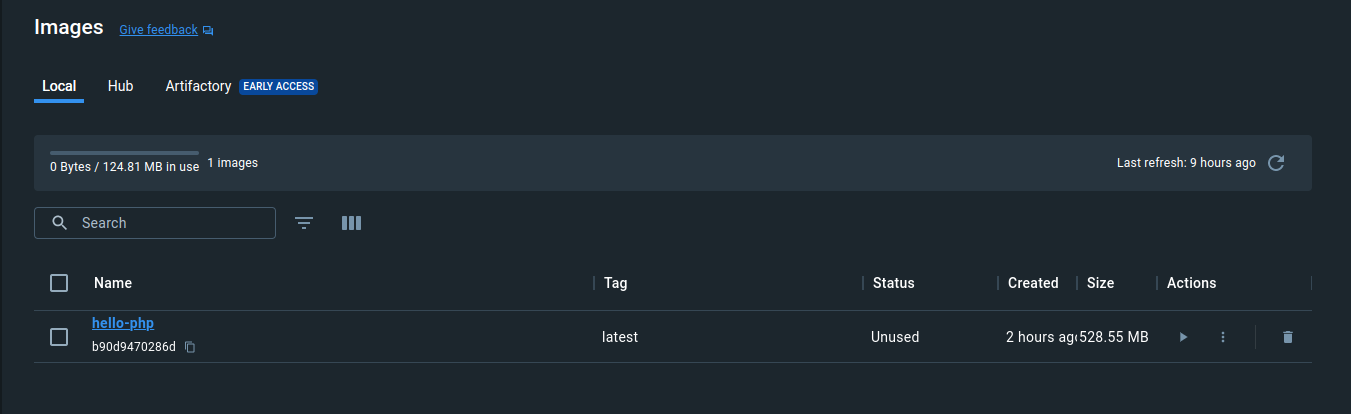 Images Give feedback
Local Hub Artifactory EARLY ACCESS
0 Bytes / 124.81 MB in use 1 images Last refresh: 9 hours ago
Search
Name Tag Status Created Size Actions
hello-php
latest Unused 2 hours ago 528.55 MB
b90d9470286d